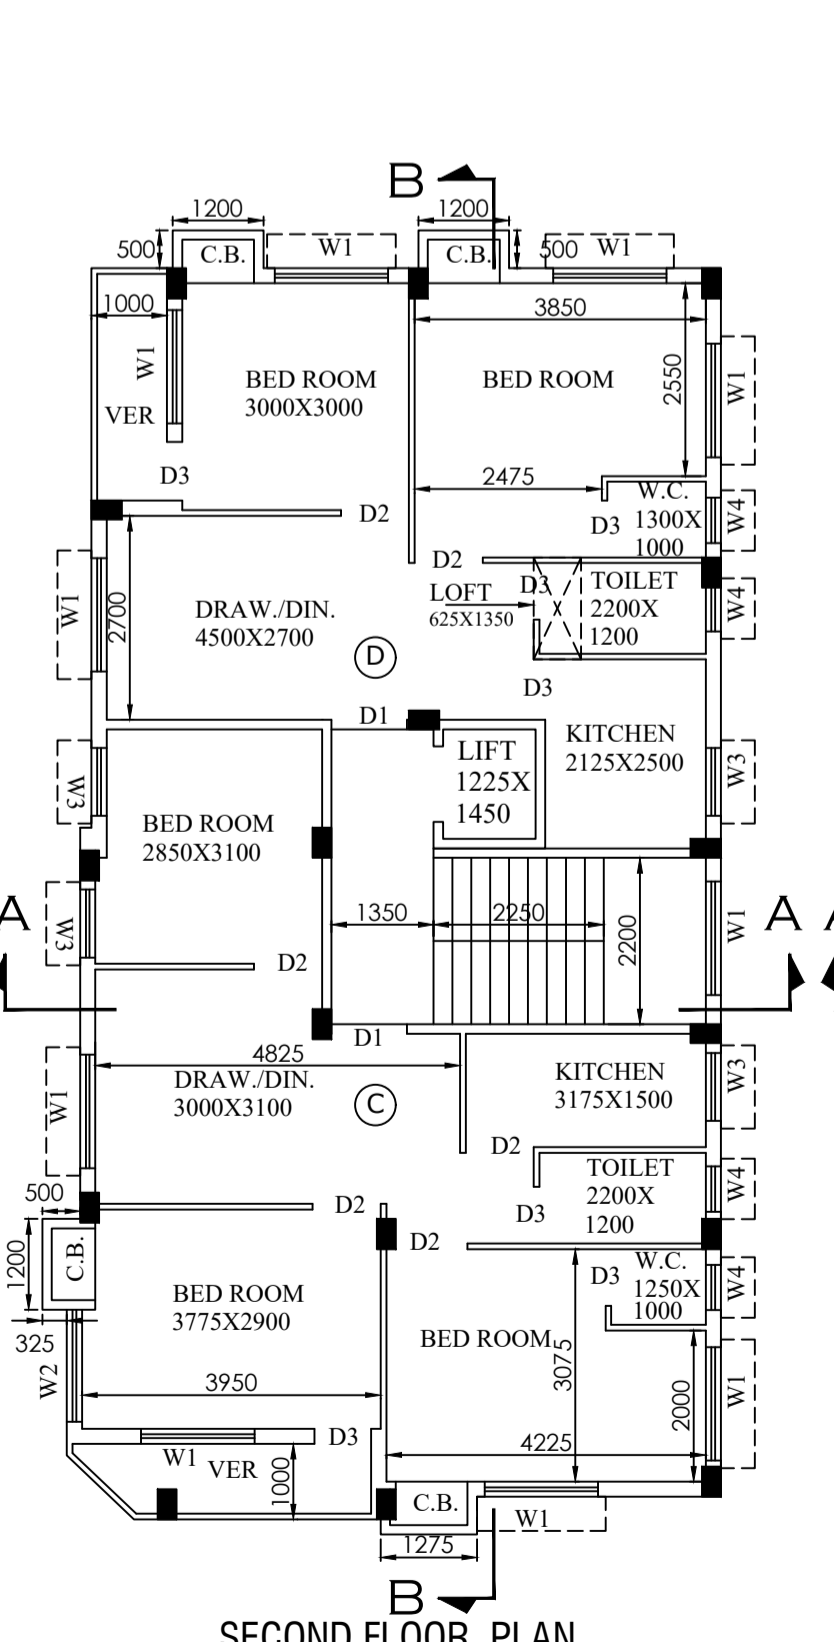 B
1200
1200
500
C.B.
W1
C.B.
500
W1
1000
3850
W1
BED ROOM
3000X3000
BED ROOM
2550
W1
VER
D3
2475
W.C.
1300X
1000
W4
D2
D3
D2
D3
LOFT
625X1350
TOILET
2200X
1200
W4
W1
2700
DRAW./DIN.
4500X2700
D
D3
D1
KITCHEN
2125X2500
W3
LIFT
1225X
1450
W3
BED ROOM
2850X3100
A
W3
1350
2250
2200
W1
A
A
D2
D1
4825
DRAW./DIN.
3000X3100
C
W1
KITCHEN
3175X1500
W3
D2
TOILET
2200X
1200
W4
500
D2
D3
D2
1200
C.B.
W.C.
1250X
1000
D3
W4
BED ROOM
3775X2900
BED ROOM
3075
325
W2
3950
2000
W1
D3
4225
W1
VER
1000
C.B.
W1
1275
B
SECOND FLOOR PLAN